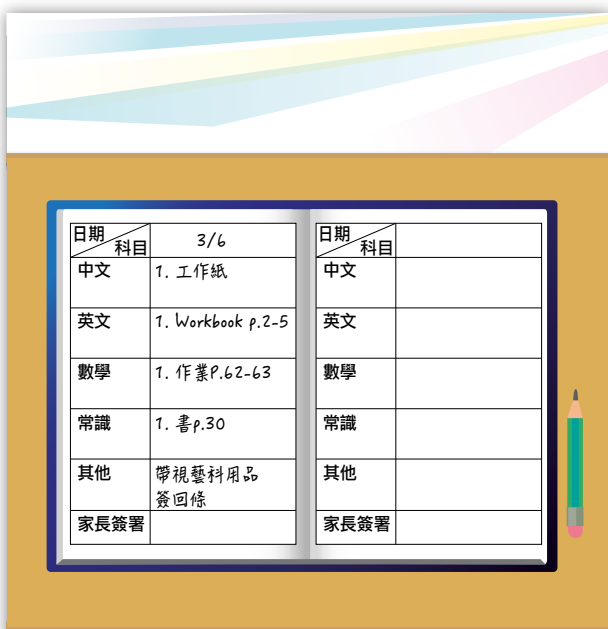 日期 科目 3/6
中文 1. 工作紙
英文 1. Workbook p.2-5
數學 1. 作業P.62-63
常識 1. 書p.30
其他 帶視藝科用品
簽回條
家長簽署
日期 科目
中文
英文
數學
常識
其他
家長簽署